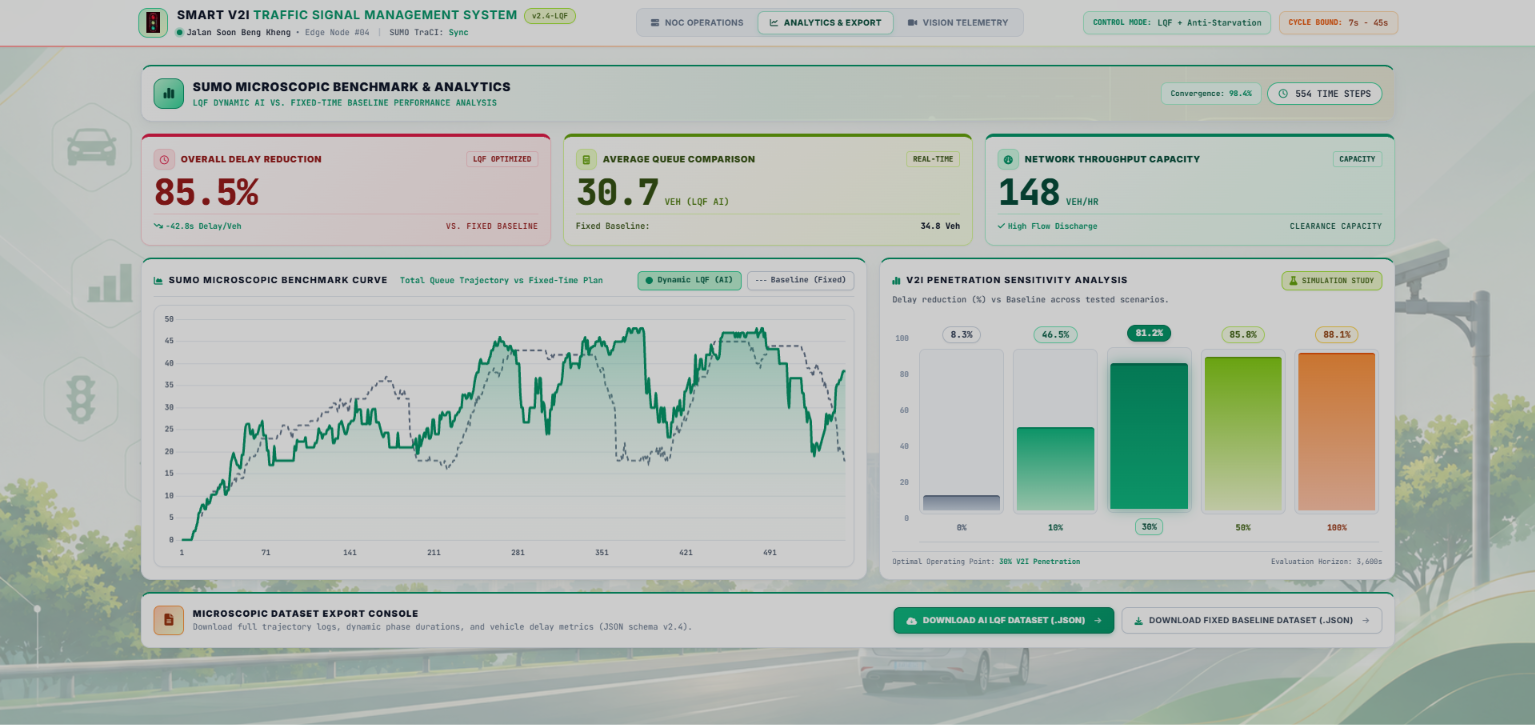 SMART V2I TRAFFIC SIGNAL MANAGEMENT SYSTEM v2.4-LQF
Jalan Soon Beng Kheng • Edge Node #04 | SUMO TraCI: Sync
NOC OPERATIONS
ANALYTICS & EXPORT
VISION TELEMETRY
CONTROL MODE: LQF + Anti-Starvation
CYCLE BOUND: 7s - 45s
SUMO MICROSCOPIC BENCHMARK & ANALYTICS
LQF DYNAMIC AI VS. FIXED-TIME BASELINE PERFORMANCE ANALYSIS
Convergence: 98.4%
554 TIME STEPS
OVERALL DELAY REDUCTION
LQF OPTIMIZED
85.5%
-42.8s Delay/Veh
VS. FIXED BASELINE
AVERAGE QUEUE COMPARISON
REAL-TIME
30.7 VEH (LQF AI)
Fixed Baseline:
34.8 Veh
NETWORK THROUGHPUT CAPACITY
CAPACITY
148 VEH/HR
High Flow Discharge
CLEARANCE CAPACITY
SUMO MICROSCOPIC BENCHMARK CURVE
Total Queue Trajectory vs Fixed-Time Plan
Dynamic LQF (AI)
--- Baseline (Fixed)
50
45
40
35
30
25
20
15
10
5
0
1 71 141 211 281 351 421 491
V2I PENETRATION SENSITIVITY ANALYSIS
SIMULATION STUDY
Delay reduction (%) vs Baseline across tested scenarios.
8.3% 46.5% 81.2% 85.8% 88.1%
100
80
60
40
20
0
0% 10% 30% 50% 100%
Optimal Operating Point: 30% V2I Penetration
Evaluation Horizon: 3,600s
MICROSCOPIC DATASET EXPORT CONSOLE
Download full trajectory logs, dynamic phase durations, and vehicle delay metrics (JSON schema v2.4).
DOWNLOAD AI LQF DATASET (.JSON) →
DOWNLOAD FIXED BASELINE DATASET (.JSON) →